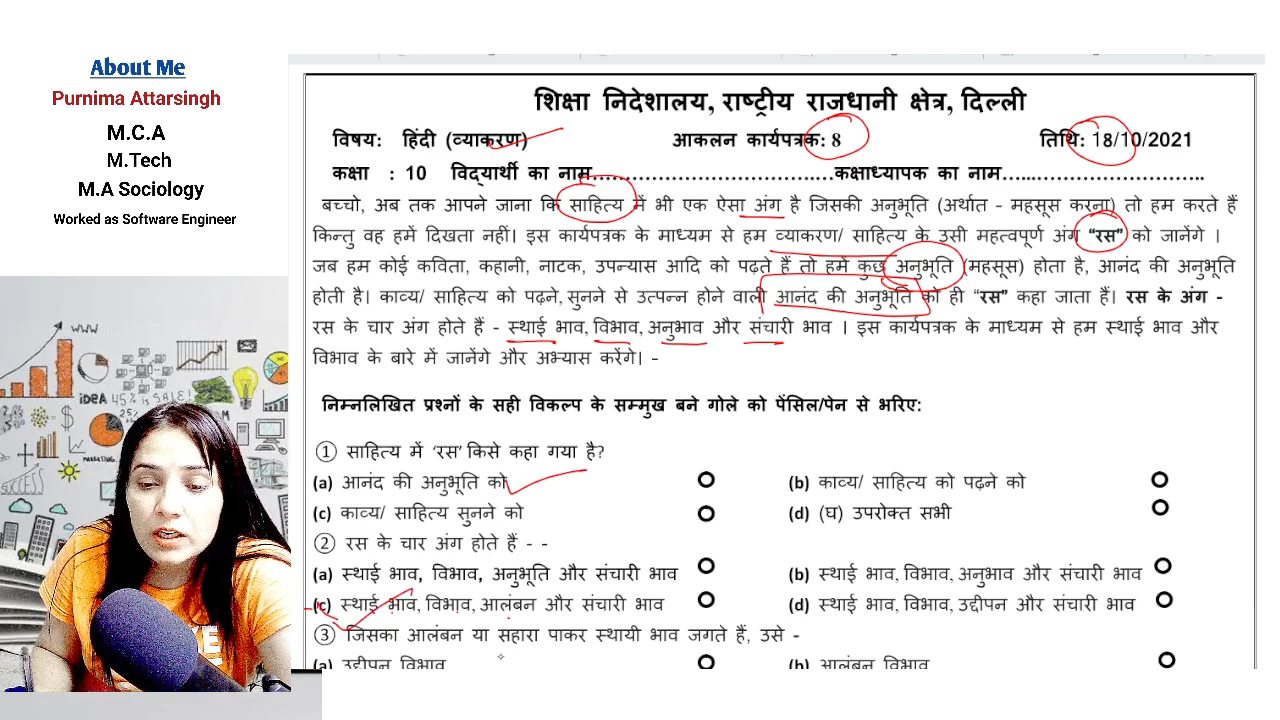 About Me
Purnima Attarsingh
M.C.A
M.Tech
M.A Sociology
Worked as Software Engineer
शिक्षा निदेशालय, राष्ट्रीय राजधानी क्षेत्र, दिल्ली
विषय: हिंदी (व्याकरण) आकलन कार्यपत्रक: 8 तिथि: 18/10/2021
कक्षा : 10 विद्यार्थी का नाम……………………………………कक्षाध्यापक का नाम…...……………………..
बच्चो, अब तक आपने जाना कि साहित्य में भी एक ऐसा अंग है जिसकी अनुभूति (अर्थात - महसूस करना) तो हम करते हैं
किन्तु वह हमें दिखता नहीं। इस कार्यपत्रक के माध्यम से हम व्याकरण/ साहित्य के उसी महत्वपूर्ण अंग “रस” को जानेंगे ।
जब हम कोई कविता, कहानी, नाटक, उपन्यास आदि को पढ़ते हैं तो हमें कुछ अनुभूति (महसूस) होता है, आनंद की अनुभूति
होती है। काव्य/ साहित्य को पढ़ने, सुनने से उत्पन्न होने वाली आनंद की अनुभूति को ही “रस” कहा जाता हैं। रस के अंग -
रस के चार अंग होते हैं - स्थाई भाव, विभाव, अनुभाव और संचारी भाव । इस कार्यपत्रक के माध्यम से हम स्थाई भाव और
विभाव के बारे में जानेंगे और अभ्यास करेंगे। -
निम्नलिखित प्रश्नों के सही विकल्प के सम्मुख बने गोले को पेंसिल/पेन से भरिए:
① साहित्य में ‘रस’ किसे कहा गया है?
(a) आनंद की अनुभूति को (b) काव्य/ साहित्य को पढ़ने को
(c) काव्य/ साहित्य सुनने को (d) (घ) उपरोक्त सभी
② रस के चार अंग होते हैं - -
(a) स्थाई भाव, विभाव, अनुभूति और संचारी भाव (b) स्थाई भाव, विभाव, अनुभाव और संचारी भाव
(c) स्थाई भाव, विभाव, आलंबन और संचारी भाव (d) स्थाई भाव, विभाव, उद्दीपन और संचारी भाव
③ जिसका आलंबन या सहारा पाकर स्थायी भाव जगते हैं, उसे -
(a) उद्दीपन विभाव (b) आलंबन विभाव
WWW
iDEA